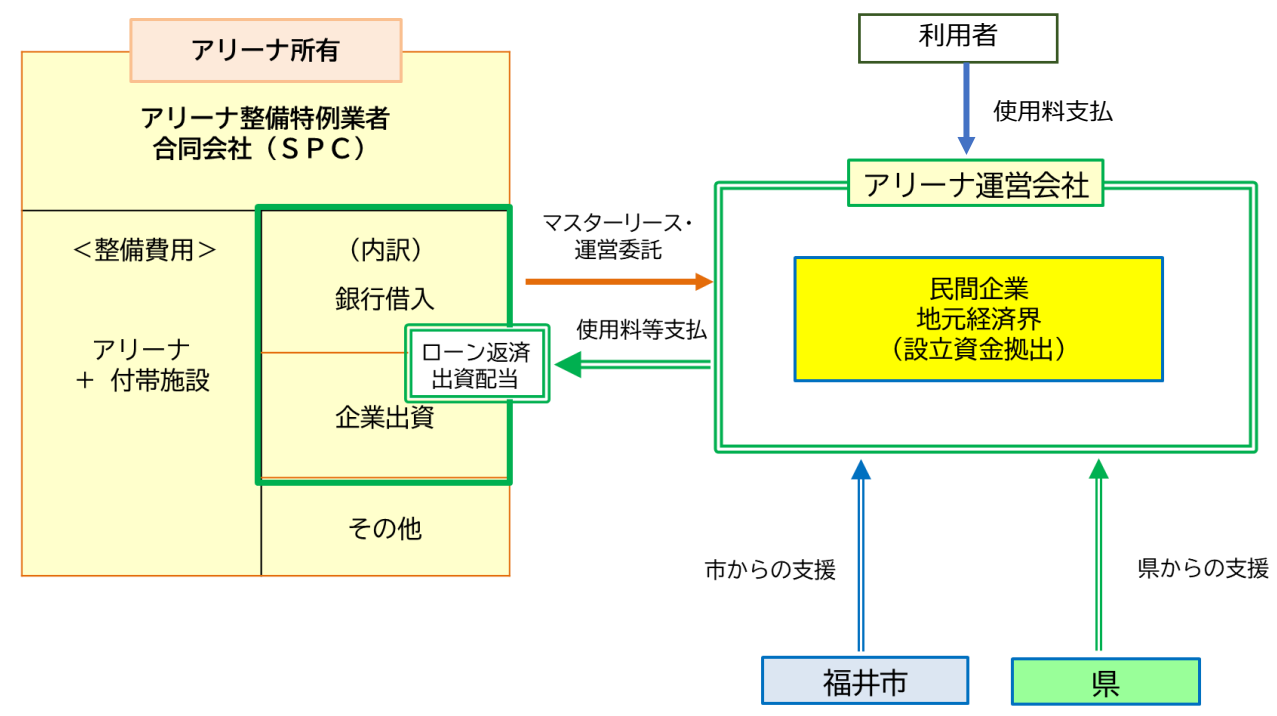 アリーナ所有
アリーナ整備特例業者
合同会社（ＳＰＣ）
＜整備費用＞
アリーナ
＋ 付帯施設
（内訳）
銀行借入
ローン返済
出資配当
企業出資
その他
マスターリース・
運営委託
使用料等支払
利用者
使用料支払
アリーナ運営会社
民間企業
地元経済界
（設立資金拠出）
市からの支援
県からの支援
福井市
県